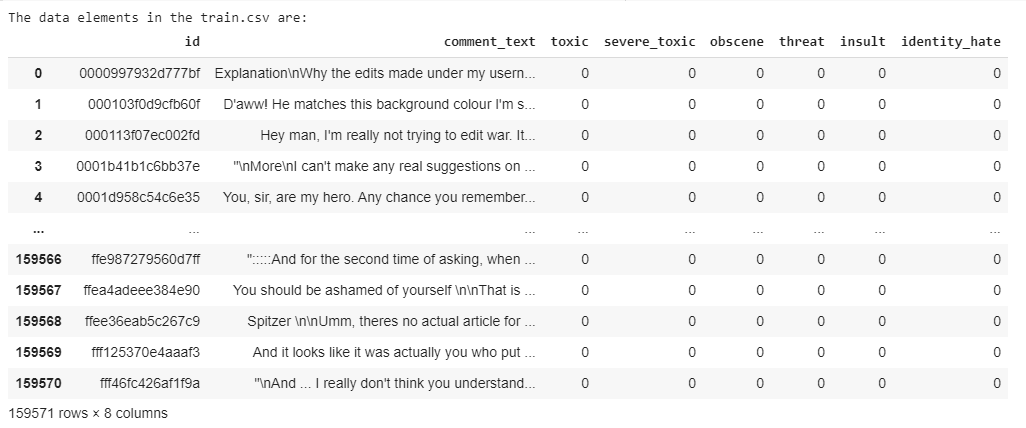 The data elements in the train.csv are:
id comment_text toxic severe_toxic obscene threat insult identity_hate
0 0000997932d777bf Explanation\nWhy the edits made under my usern... 0 0 0 0 0 0
1 000103f0d9cfb60f D'aww! He matches this background colour I'm s... 0 0 0 0 0 0
2 000113f07ec002fd Hey man, I'm really not trying to edit war. It... 0 0 0 0 0 0
3 0001b41b1c6bb37e "\nMore\nI can't make any real suggestions on ... 0 0 0 0 0 0
4 0001d958c54c6e35 You, sir, are my hero. Any chance you remember... 0 0 0 0 0 0
... ... ... ... ... ... ... ... ...
159566 ffe987279560d7ff ":::::And for the second time of asking, when ... 0 0 0 0 0 0
159567 ffea4adeee384e90 You should be ashamed of yourself \n\nThat is ... 0 0 0 0 0 0
159568 ffee36eab5c267c9 Spitzer \n\nUmm, theres no actual article for ... 0 0 0 0 0 0
159569 fff125370e4aaaf3 And it looks like it was actually you who put ... 0 0 0 0 0 0
159570 fff46fc426af1f9a "\nAnd ... I really don't think you understand... 0 0 0 0 0 0
159571 rows × 8 columns